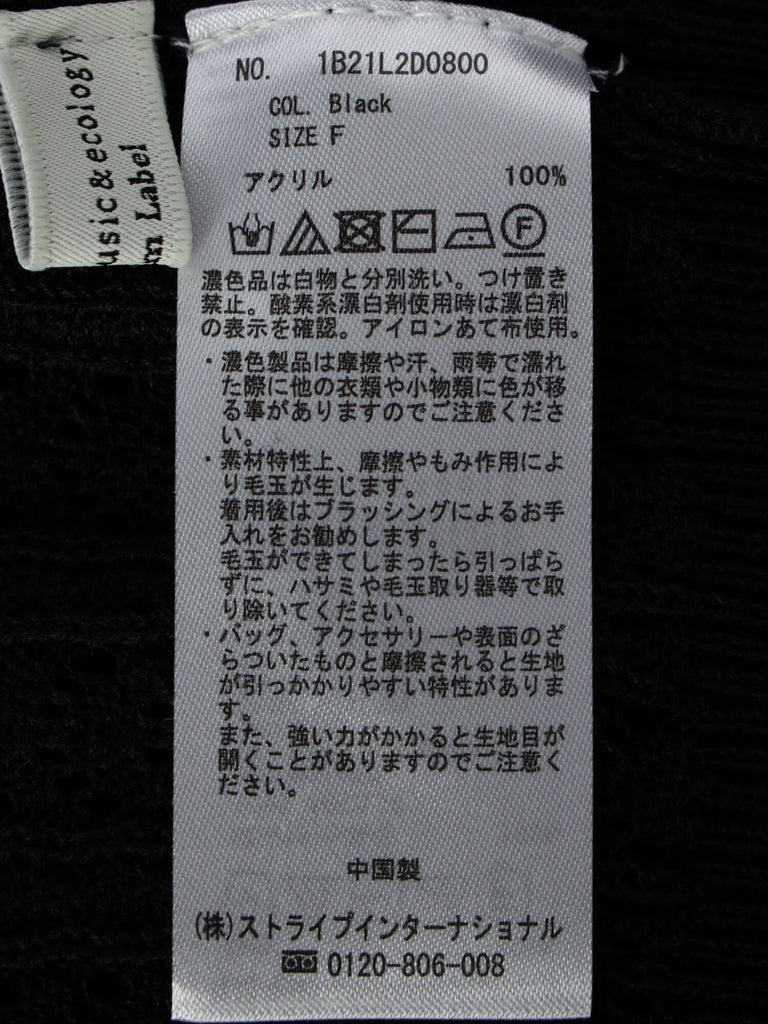 usic&ecology
Label
NO. 1B21L2D0800
COL. Black
SIZE F
アクリル 100%
F
濃色品は白物と分別洗い。つけ置き
禁止。酸素系漂白剤使用時は漂白剤
の表示を確認。アイロンあて布使用。
・濃色製品は摩擦や汗、雨等で濡れ
た際に他の衣類や小物類に色が移
る事がありますのでご注意くださ
い。
・素材特性上、摩擦やもみ作用によ
り毛玉が生じます。
着用後はブラッシングによるお手
入れをお勧めします。
毛玉ができてしまったら引っぱら
ずに、ハサミや毛玉取り器等で取
り除いてください。
・バッグ、アクセサリーや表面のざ
らついたものと摩擦されると生地
が引っかかりやすい特性がありま
す。
また、強い力がかかると生地目が
開くことがありますのでご注意く
ださい。
中国製
(株)ストライプインターナショナル
0120-806-008